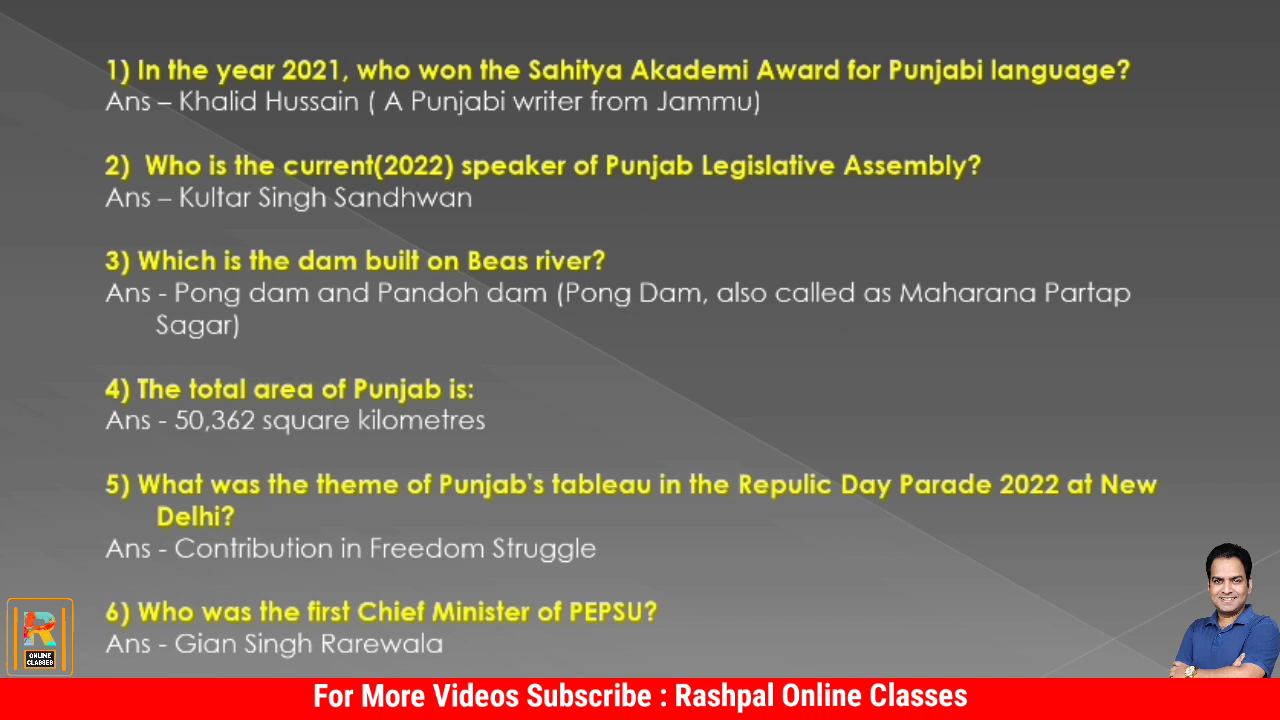 1) In the year 2021, who won the Sahitya Akademi Award for Punjabi language?
Ans – Khalid Hussain ( A Punjabi writer from Jammu)
2)  Who is the current(2022) speaker of Punjab Legislative Assembly?
Ans – Kultar Singh Sandhwan
3) Which is the dam built on Beas river?
Ans - Pong dam and Pandoh dam (Pong Dam, also called as Maharana Partap
Sagar)
4) The total area of Punjab is:
Ans - 50,362 square kilometres
5) What was the theme of Punjab's tableau in the Repulic Day Parade 2022 at New
Delhi?
Ans - Contribution in Freedom Struggle
6) Who was the first Chief Minister of PEPSU?
Ans - Gian Singh Rarewala
R
ONLINE
CLASSES
For More Videos Subscribe : Rashpal Online Classes